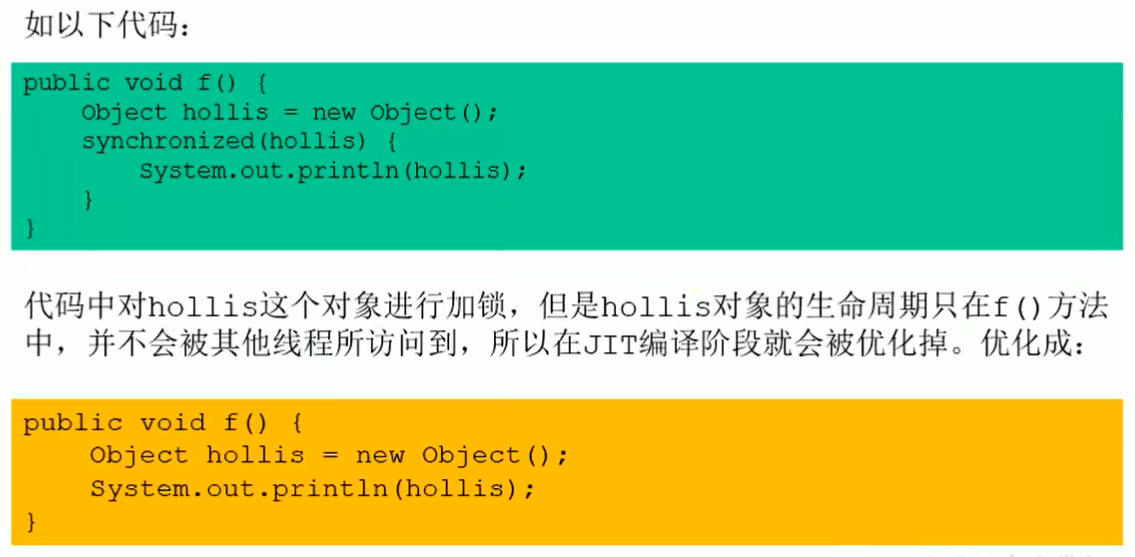 如以下代码：
public void f() {
    Object hollis = new Object();
    synchronized(hollis) {
        System.out.println(hollis);
    }
}
代码中对hollis这个对象进行加锁，但是hollis对象的生命周期只在f()方法
中，并不会被其他线程所访问到，所以在JIT编译阶段就会被优化掉。优化成：
public void f() {
    Object hollis = new Object();
    System.out.println(hollis);
}